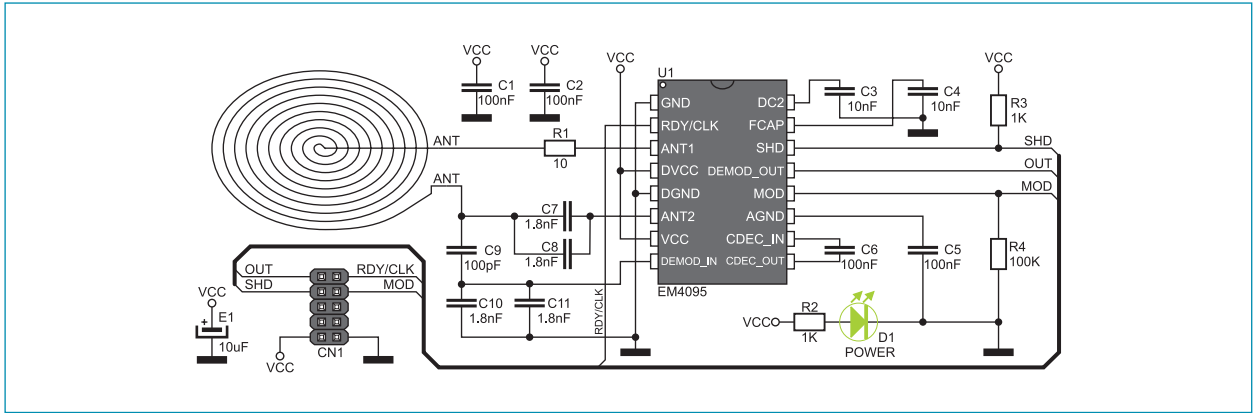 VCC
C1
100nF
VCC
C2
100nF
VCC
U1
GND
RDY/CLK
ANT1
DVCC
DGND
ANT2
VCC
DEMOD_IN
DC2
FCAP
SHD
DEMOD_OUT
MOD
AGND
CDEC_IN
CDEC_OUT
EM4095
C3
10nF
C4
10nF
VCC
R3
1K
SHD
OUT
MOD
ANT
R1
10
ANT
C7
1.8nF
C8
1.8nF
C9
100pF
C10
1.8nF
C11
1.8nF
RDY/CLK
C6
100nF
C5
100nF
R4
100K
VCC
R2
1K
D1
POWER
OUT
SHD
RDY/CLK
MOD
VCC
+
E1
10uF
VCC
CN1